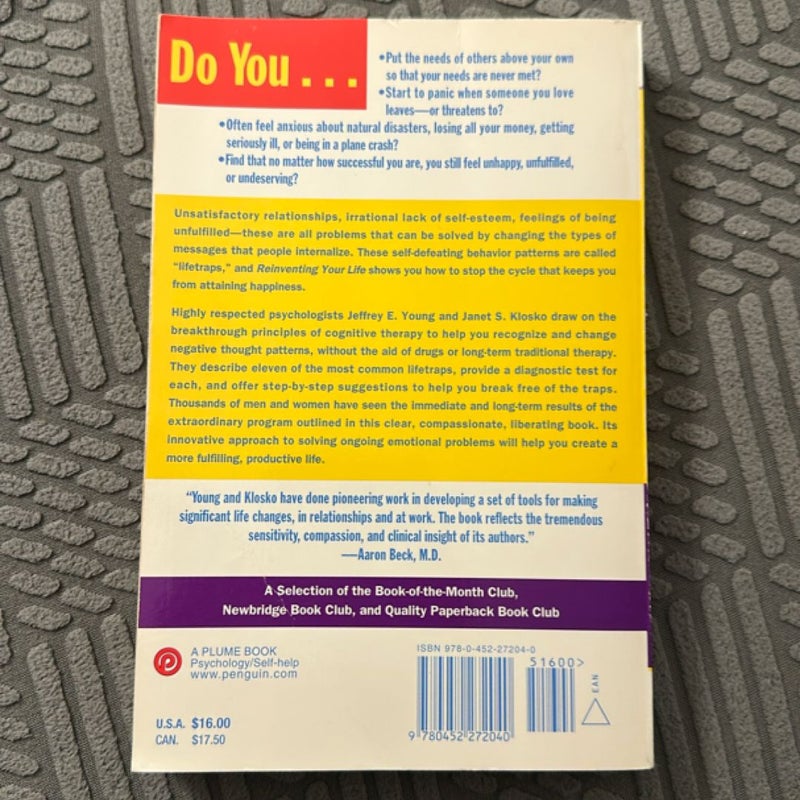 Do You . . .
•Put the needs of others above your own
so that your needs are never met?
•Start to panic when someone you love
leaves—or threatens to?
•Often feel anxious about natural disasters, losing all your money, getting
seriously ill, or being in a plane crash?
•Find that no matter how successful you are, you still feel unhappy, unfulfilled,
or undeserving?
Unsatisfactory relationships, irrational lack of self-esteem, feelings of being
unfulfilled—these are all problems that can be solved by changing the types of
messages that people internalize. These self-defeating behavior patterns are called
"lifetraps," and Reinventing Your Life shows you how to stop the cycle that keeps you
from attaining happiness.
Highly respected psychologists Jeffrey E. Young and Janet S. Klosko draw on the
breakthrough principles of cognitive therapy to help you recognize and change
negative thought patterns, without the aid of drugs or long-term traditional therapy.
They describe eleven of the most common lifetraps, provide a diagnostic test for
each, and offer step-by-step suggestions to help you break free of the traps.
Thousands of men and women have seen the immediate and long-term results of the
extraordinary program outlined in this clear, compassionate, liberating book. Its
innovative approach to solving ongoing emotional problems will help you create a
more fulfilling, productive life.
"Young and Klosko have done pioneering work in developing a set of tools for making
significant life changes, in relationships and at work. The book reflects the tremendous
sensitivity, compassion, and clinical insight of its authors."
—Aaron Beck, M.D.
A Selection of the Book-of-the-Month Club,
Newbridge Book Club, and Quality Paperback Book Club
A PLUME BOOK
Psychology/Self-help
www.penguin.com
U.S.A. $16.00
CAN. $17.50
ISBN 978-0-452-27204-0
51600>
EAN
9 780452 272040